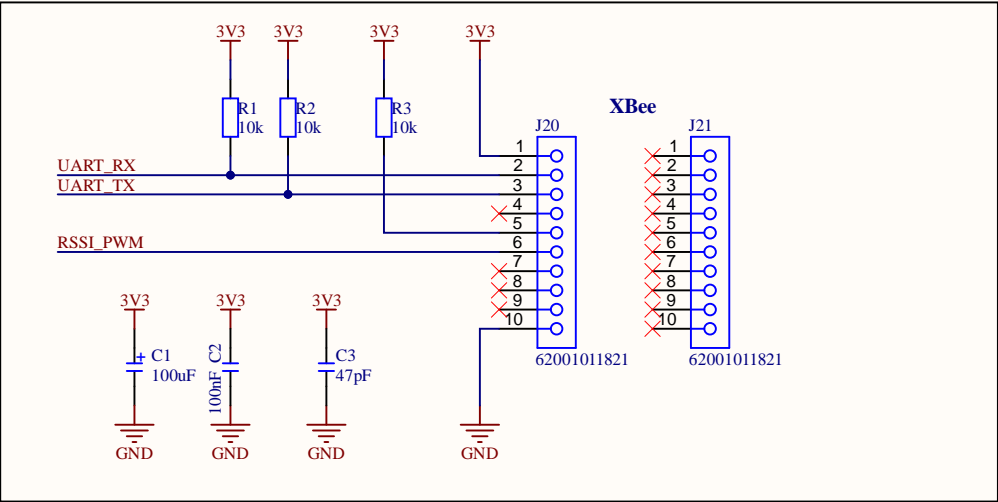 3V3 3V3 3V3 3V3
XBee
R1 R2 R3 J20 J21
10k 10k 10k
1 1
UART_RX 2 2
UART_TX 3 3
4 4
5 5
RSSI_PWM 6 6
7 7
8 8
3V3 3V3 3V3 9 9
10 10
C1 C2 C3 62001011821 62001011821
100uF 100nF 47pF
GND GND GND GND